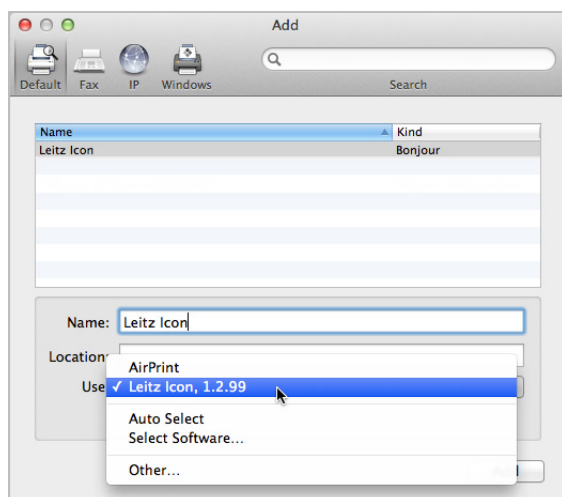 Add
Default Fax IP Windows Search
Name Kind
Leitz Icon Bonjour
Name: Leitz Icon
Location:
AirPrint
Use ✓ Leitz Icon, 1.2.99
Auto Select
Select Software...
Other...